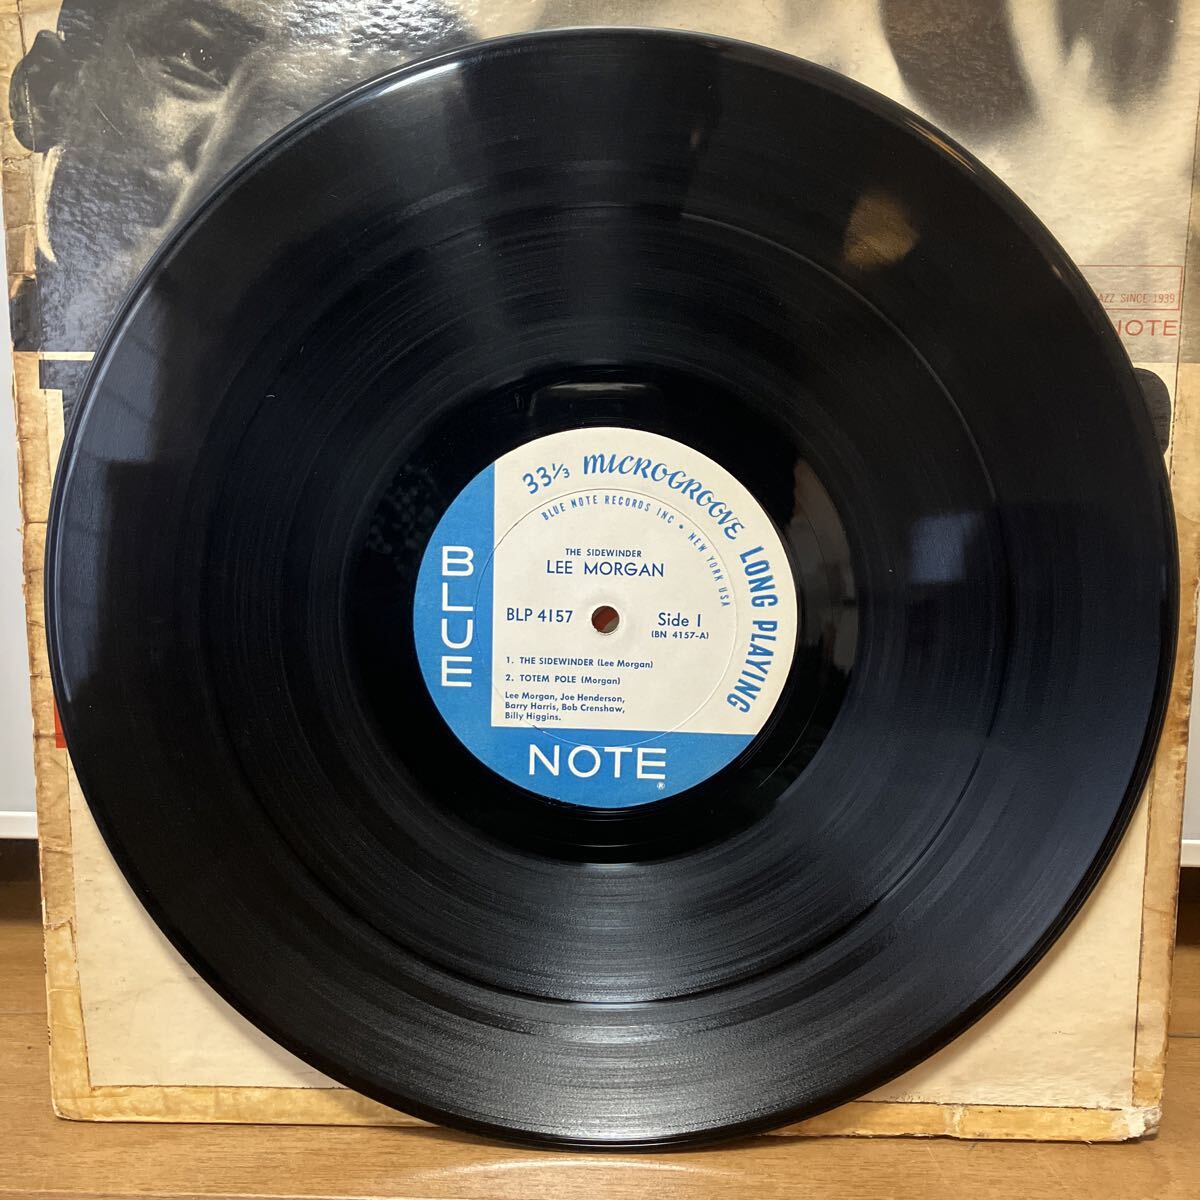 AZZ SINCE 1939
NOTE
33⅓ MICROGROOVE LONG PLAYING
BLUE NOTE RECORDS INC • NEW YORK USA
THE SIDEWINDER
LEE MORGAN
BLP 4157
Side 1
(BN 4157-A)
1. THE SIDEWINDER (Lee Morgan)
2. TOTEM POLE (Morgan)
Lee Morgan, Joe Henderson,
Barry Harris, Bob Crenshaw,
Billy Higgins.
BLUE
NOTE®